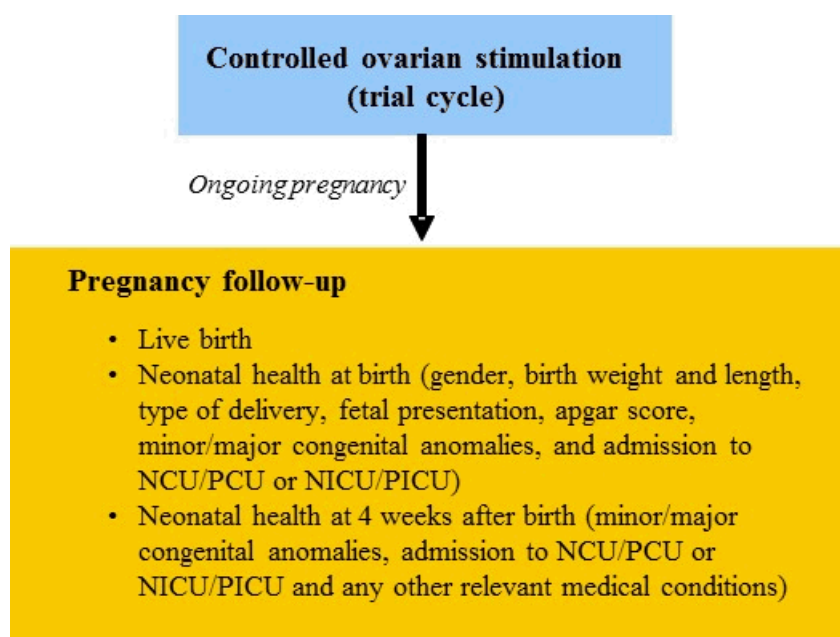 Controlled ovarian stimulation
(trial cycle)
Ongoing pregnancy
Pregnancy follow-up
• Live birth
• Neonatal health at birth (gender, birth weight and length,
type of delivery, fetal presentation, apgar score,
minor/major congenital anomalies, and admission to
NCU/PCU or NICU/PICU)
• Neonatal health at 4 weeks after birth (minor/major
congenital anomalies, admission to NCU/PCU or
NICU/PICU and any other relevant medical conditions)